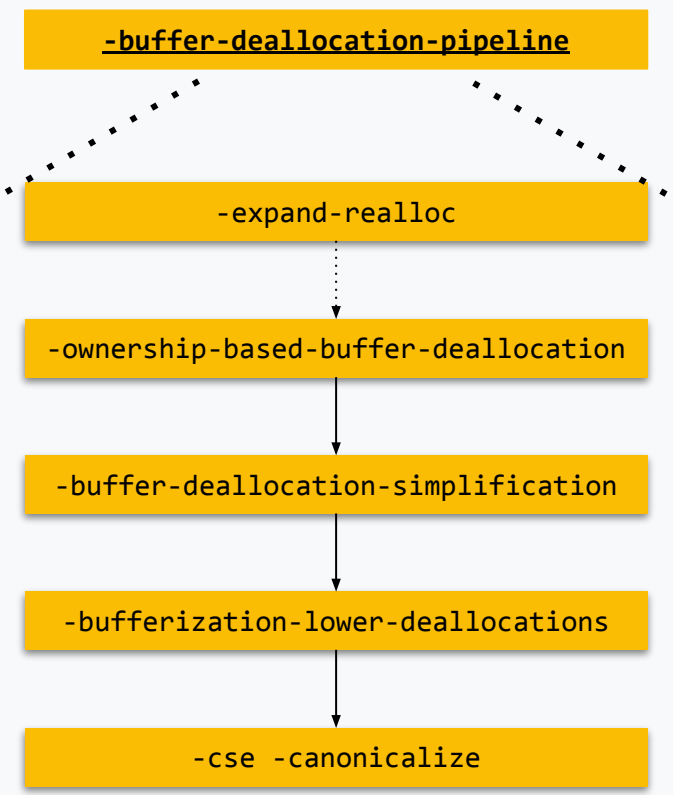 -buffer-deallocation-pipeline
-expand-realloc
-ownership-based-buffer-deallocation
-buffer-deallocation-simplification
-bufferization-lower-deallocations
-cse -canonicalize